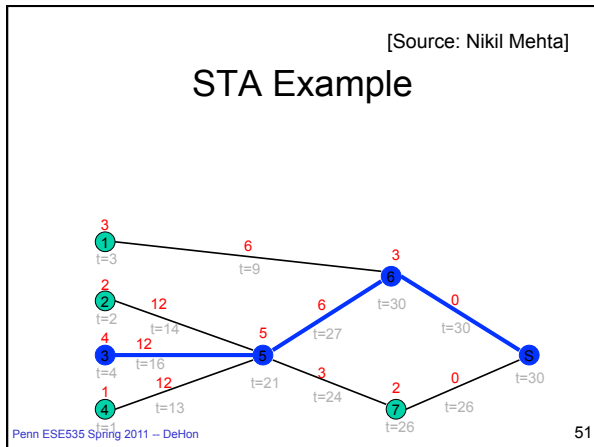 [Source: Nikil Mehta]
STA Example
3
1
t=3
6
t=9
3
6
t=30
2
2
t=2
12
t=14
4
3
t=4
12
t=16
5
5
t=21
6
t=27
0
t=30
S
t=30
1
4
t=1
12
t=13
3
t=24
2
7
t=26
0
t=26
Penn ESE535 Spring 2011 -- DeHon
51